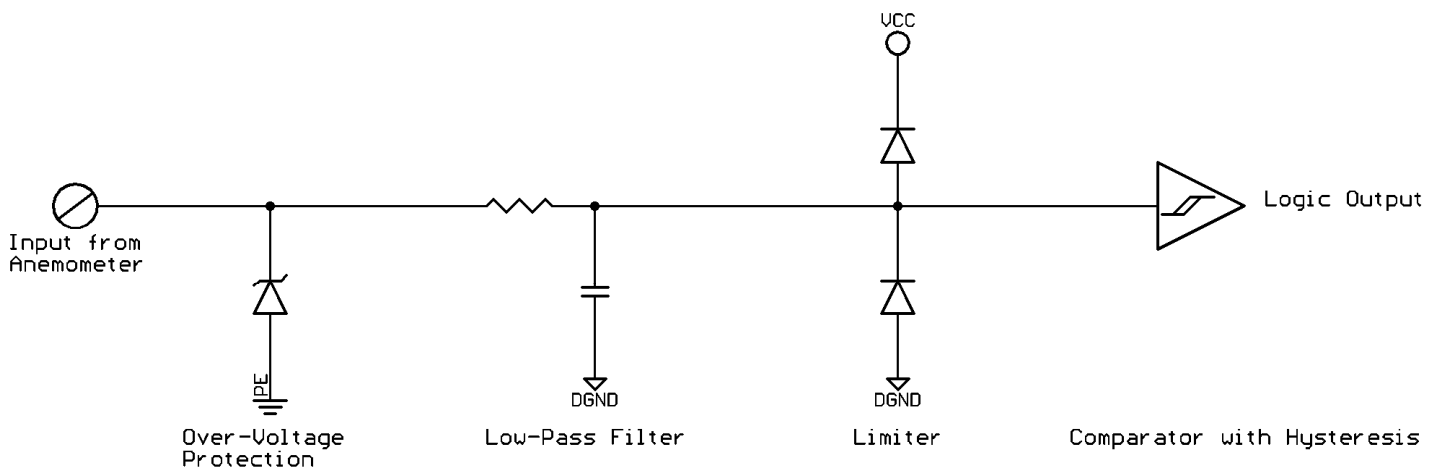 VCC
Logic Output
Input from
Anemometer
PE
DGND
DGND
Over-Voltage
Protection
Low-Pass Filter
Limiter
Comparator with Hysteresis